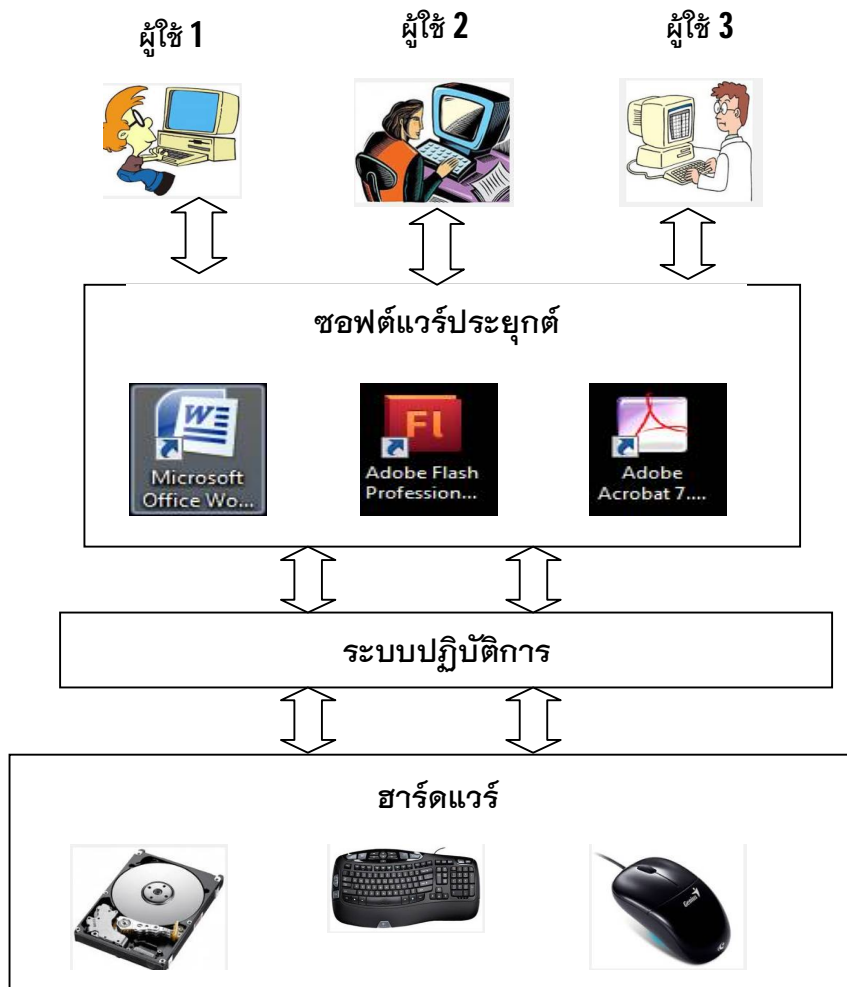 ผู้ใช้ 1
ผู้ใช้ 2
ผู้ใช้ 3
ซอฟต์แวร์ประยุกต์
Microsoft
Office Wo...
Fl
Adobe Flash
Profession...
Adobe
Acrobat 7....
ระบบปฏิบัติการ
ฮาร์ดแวร์
Genius